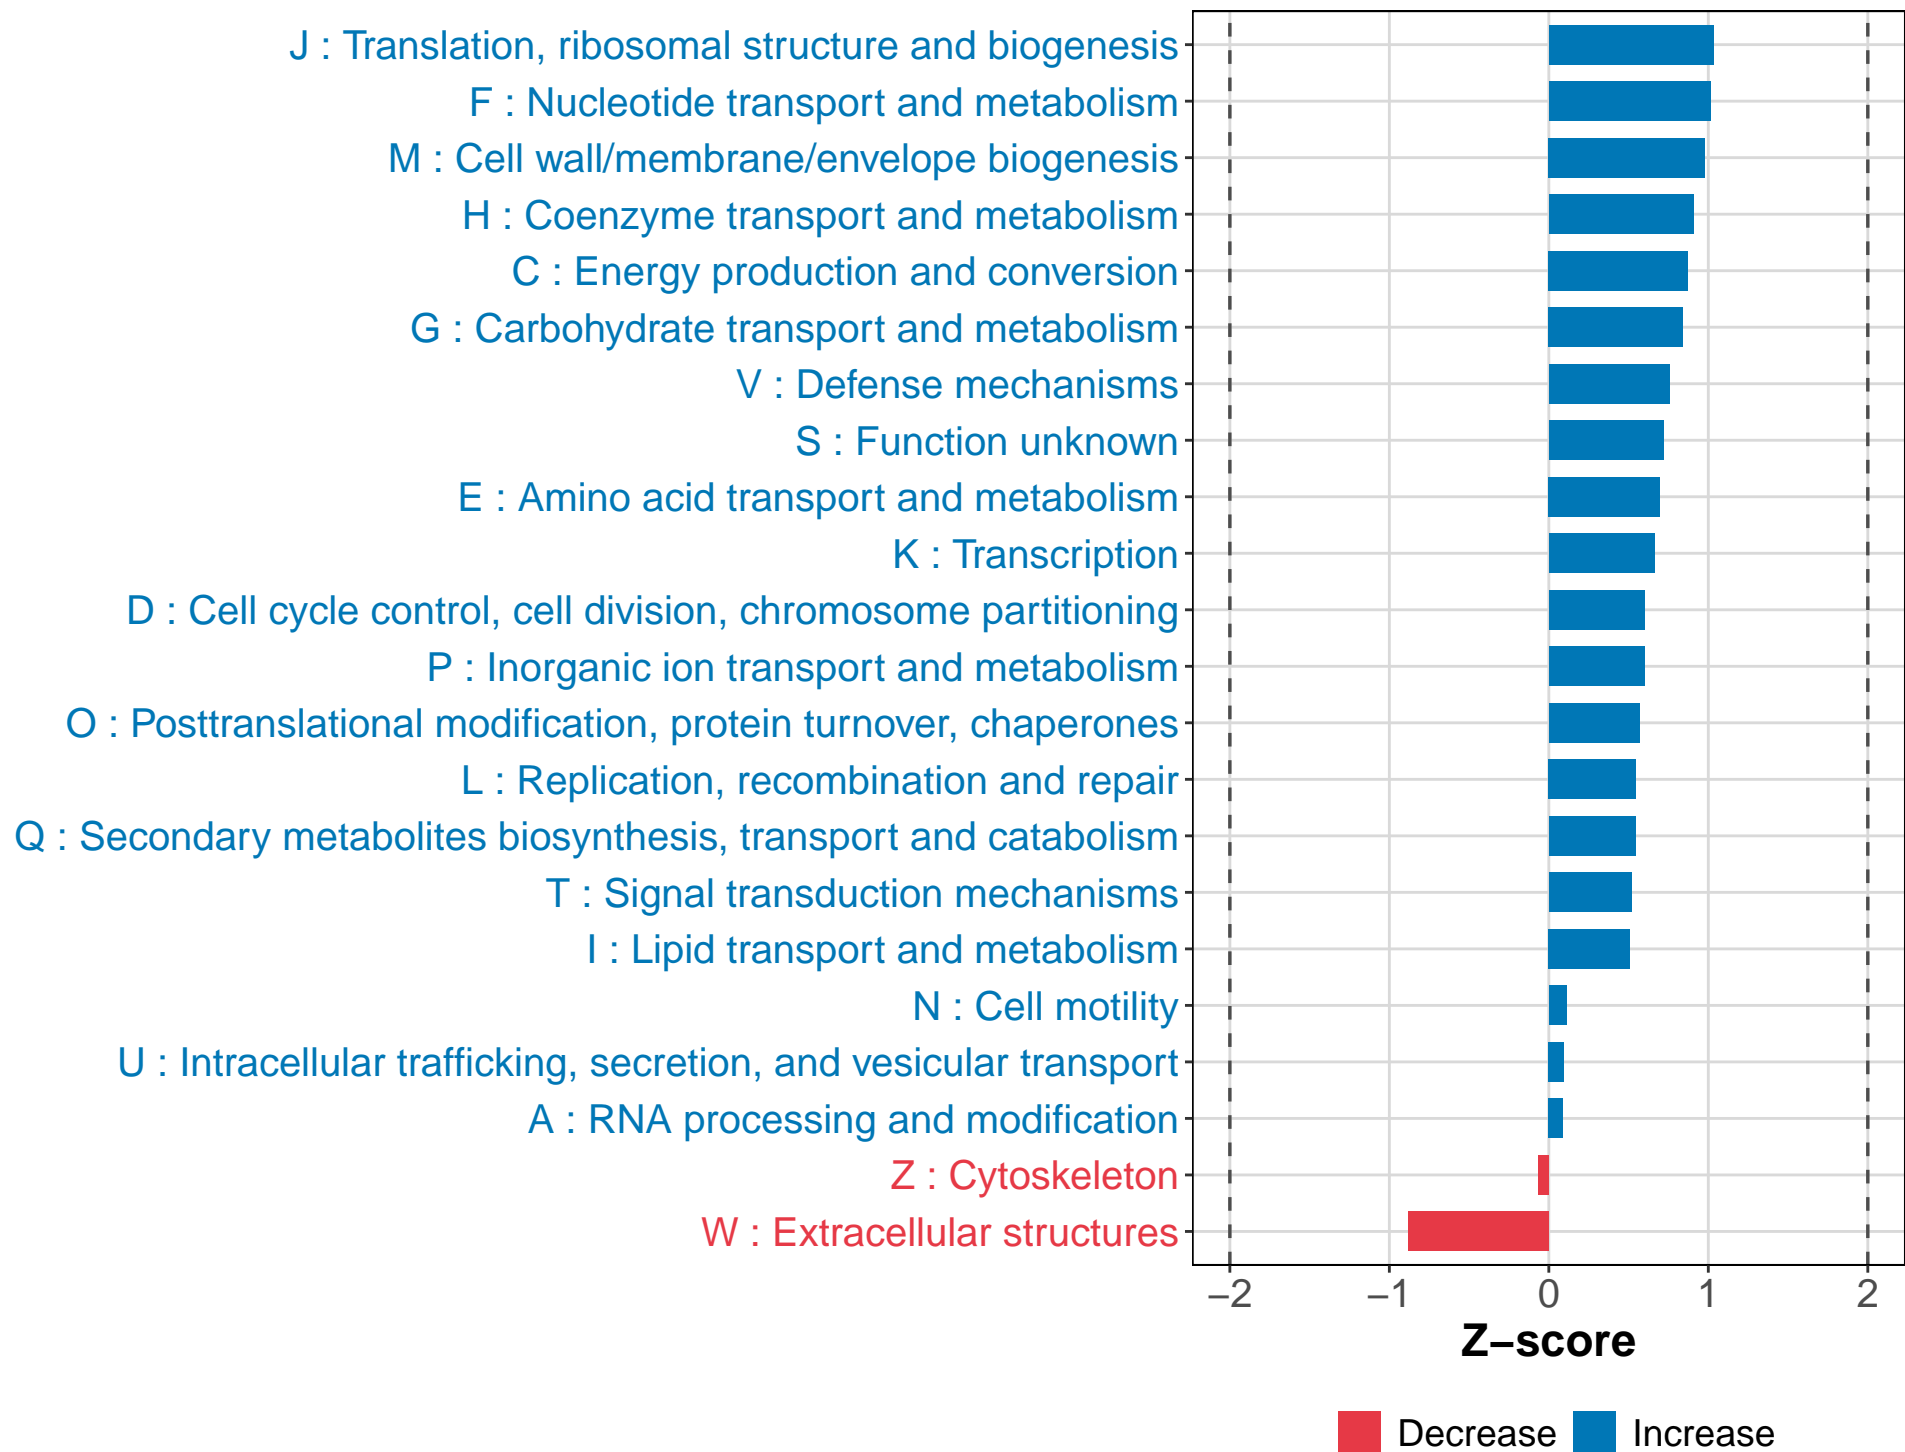 J : Translation, ribosomal structure and biogenesis
F : Nucleotide transport and metabolism
M : Cell wall/membrane/envelope biogenesis
H : Coenzyme transport and metabolism
C : Energy production and conversion
G : Carbohydrate transport and metabolism
V : Defense mechanisms
S : Function unknown
E : Amino acid transport and metabolism
K : Transcription
D : Cell cycle control, cell division, chromosome partitioning
P : Inorganic ion transport and metabolism
O : Posttranslational modification, protein turnover, chaperones
L : Replication, recombination and repair
Q : Secondary metabolites biosynthesis, transport and catabolism
T : Signal transduction mechanisms
I : Lipid transport and metabolism
N : Cell motility
U : Intracellular trafficking, secretion, and vesicular transport
A : RNA processing and modification
Z : Cytoskeleton
W : Extracellular structures
−2 −1 0 1 2
Z−score
Decrease Increase